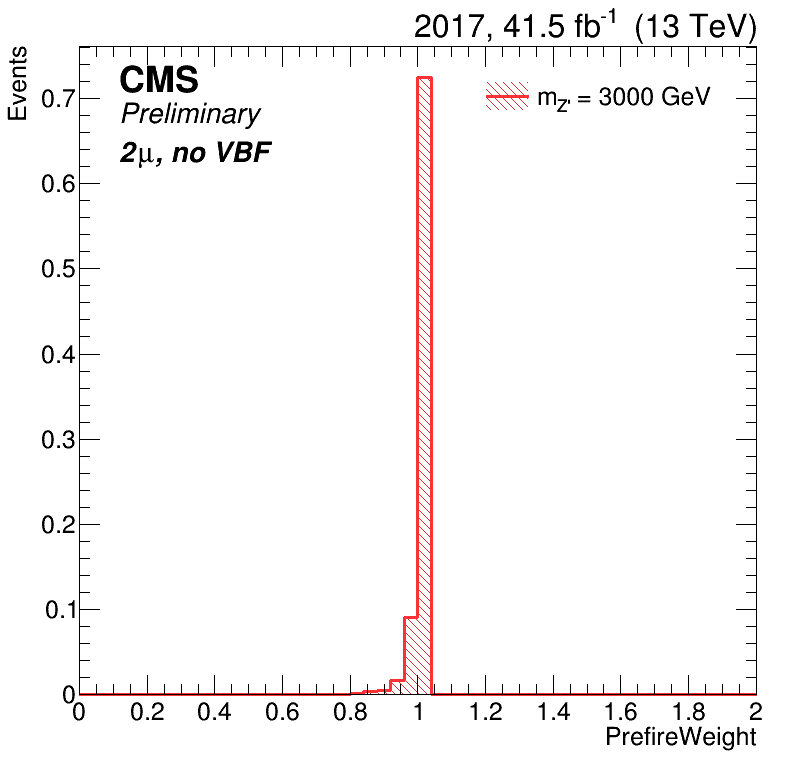 2017, 41.5 fb⁻¹ (13 TeV)
Events
CMS
Preliminary
2μ, no VBF
m_Z' = 3000 GeV
0.7
0.6
0.5
0.4
0.3
0.2
0.1
0
0 0.2 0.4 0.6 0.8 1 1.2 1.4 1.6 1.8 2
PrefireWeight